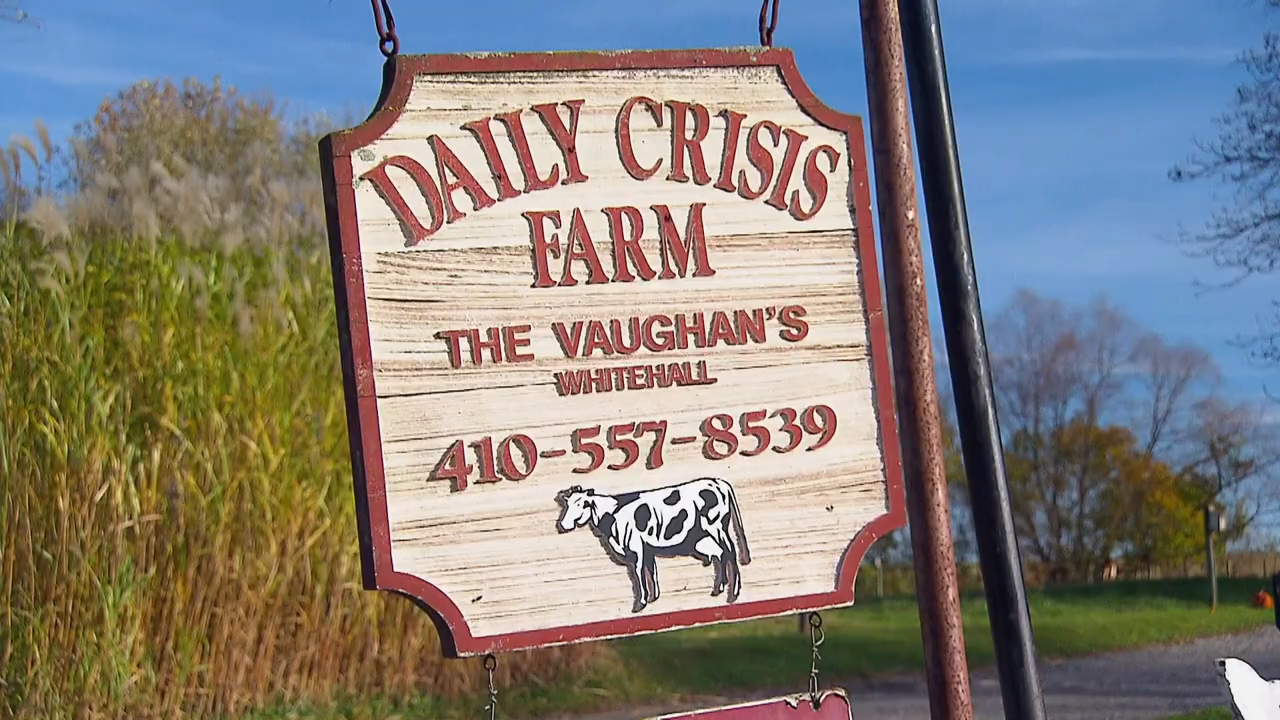 DAILY CRISIS
FARM
THE VAUGHAN'S
WHITEHALL
410-557-8539